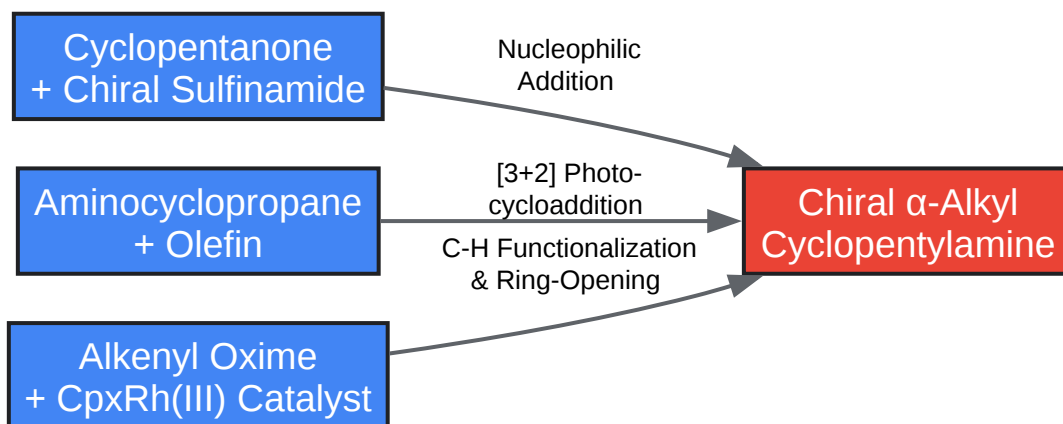 Cyclopentanone
+ Chiral Sulfinamide
Nucleophilic
Addition
Aminocyclopropane
+ Olefin
[3+2] Photo-
cycloaddition
Chiral α-Alkyl
Cyclopentylamine
C-H Functionalization
& Ring-Opening
Alkenyl Oxime
+ CpxRh(III) Catalyst